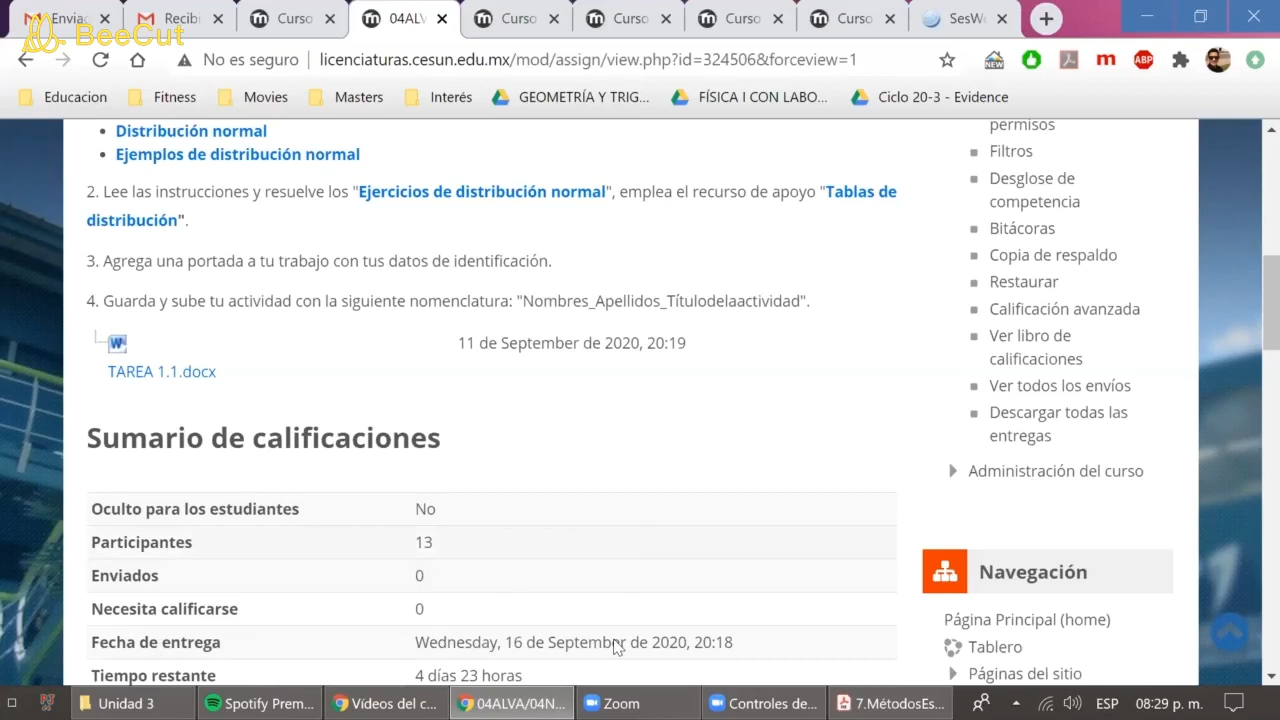 Enviac
Recibi
Curso
04ALV
Curso
Curso
Curso
Curso
SesW
BeeCut
No es seguro
licenciaturas.cesun.edu.mx/mod/assign/view.php?id=324506&forceview=1
NEW
m
ABP
Educacion
Fitness
Movies
Masters
Interés
GEOMETRÍA Y TRIG...
FÍSICA I CON LABO...
Ciclo 20-3 - Evidence
• Distribución normal
• Ejemplos de distribución normal
2. Lee las instrucciones y resuelve los "Ejercicios de distribución normal", emplea el recurso de apoyo "Tablas de
distribución".
3. Agrega una portada a tu trabajo con tus datos de identificación.
4. Guarda y sube tu actividad con la siguiente nomenclatura: "Nombres_Apellidos_Títulodelaactividad".
11 de September de 2020, 20:19
TAREA 1.1.docx
Sumario de calificaciones
Oculto para los estudiantes No
Participantes 13
Enviados 0
Necesita calificarse 0
Fecha de entrega Wednesday, 16 de September de 2020, 20:18
Tiempo restante 4 días 23 horas
permisos
Filtros
Desglose de
competencia
Bitácoras
Copia de respaldo
Restaurar
Calificación avanzada
Ver libro de
calificaciones
Ver todos los envíos
Descargar todas las
entregas
Administración del curso
Navegación
Página Principal (home)
Tablero
Páginas del sitio
Unidad 3
Spotify Prem...
Vídeos del c...
04ALVA/04N...
Zoom
Controles de...
7.MétodosEs...
ESP
08:29 p. m.